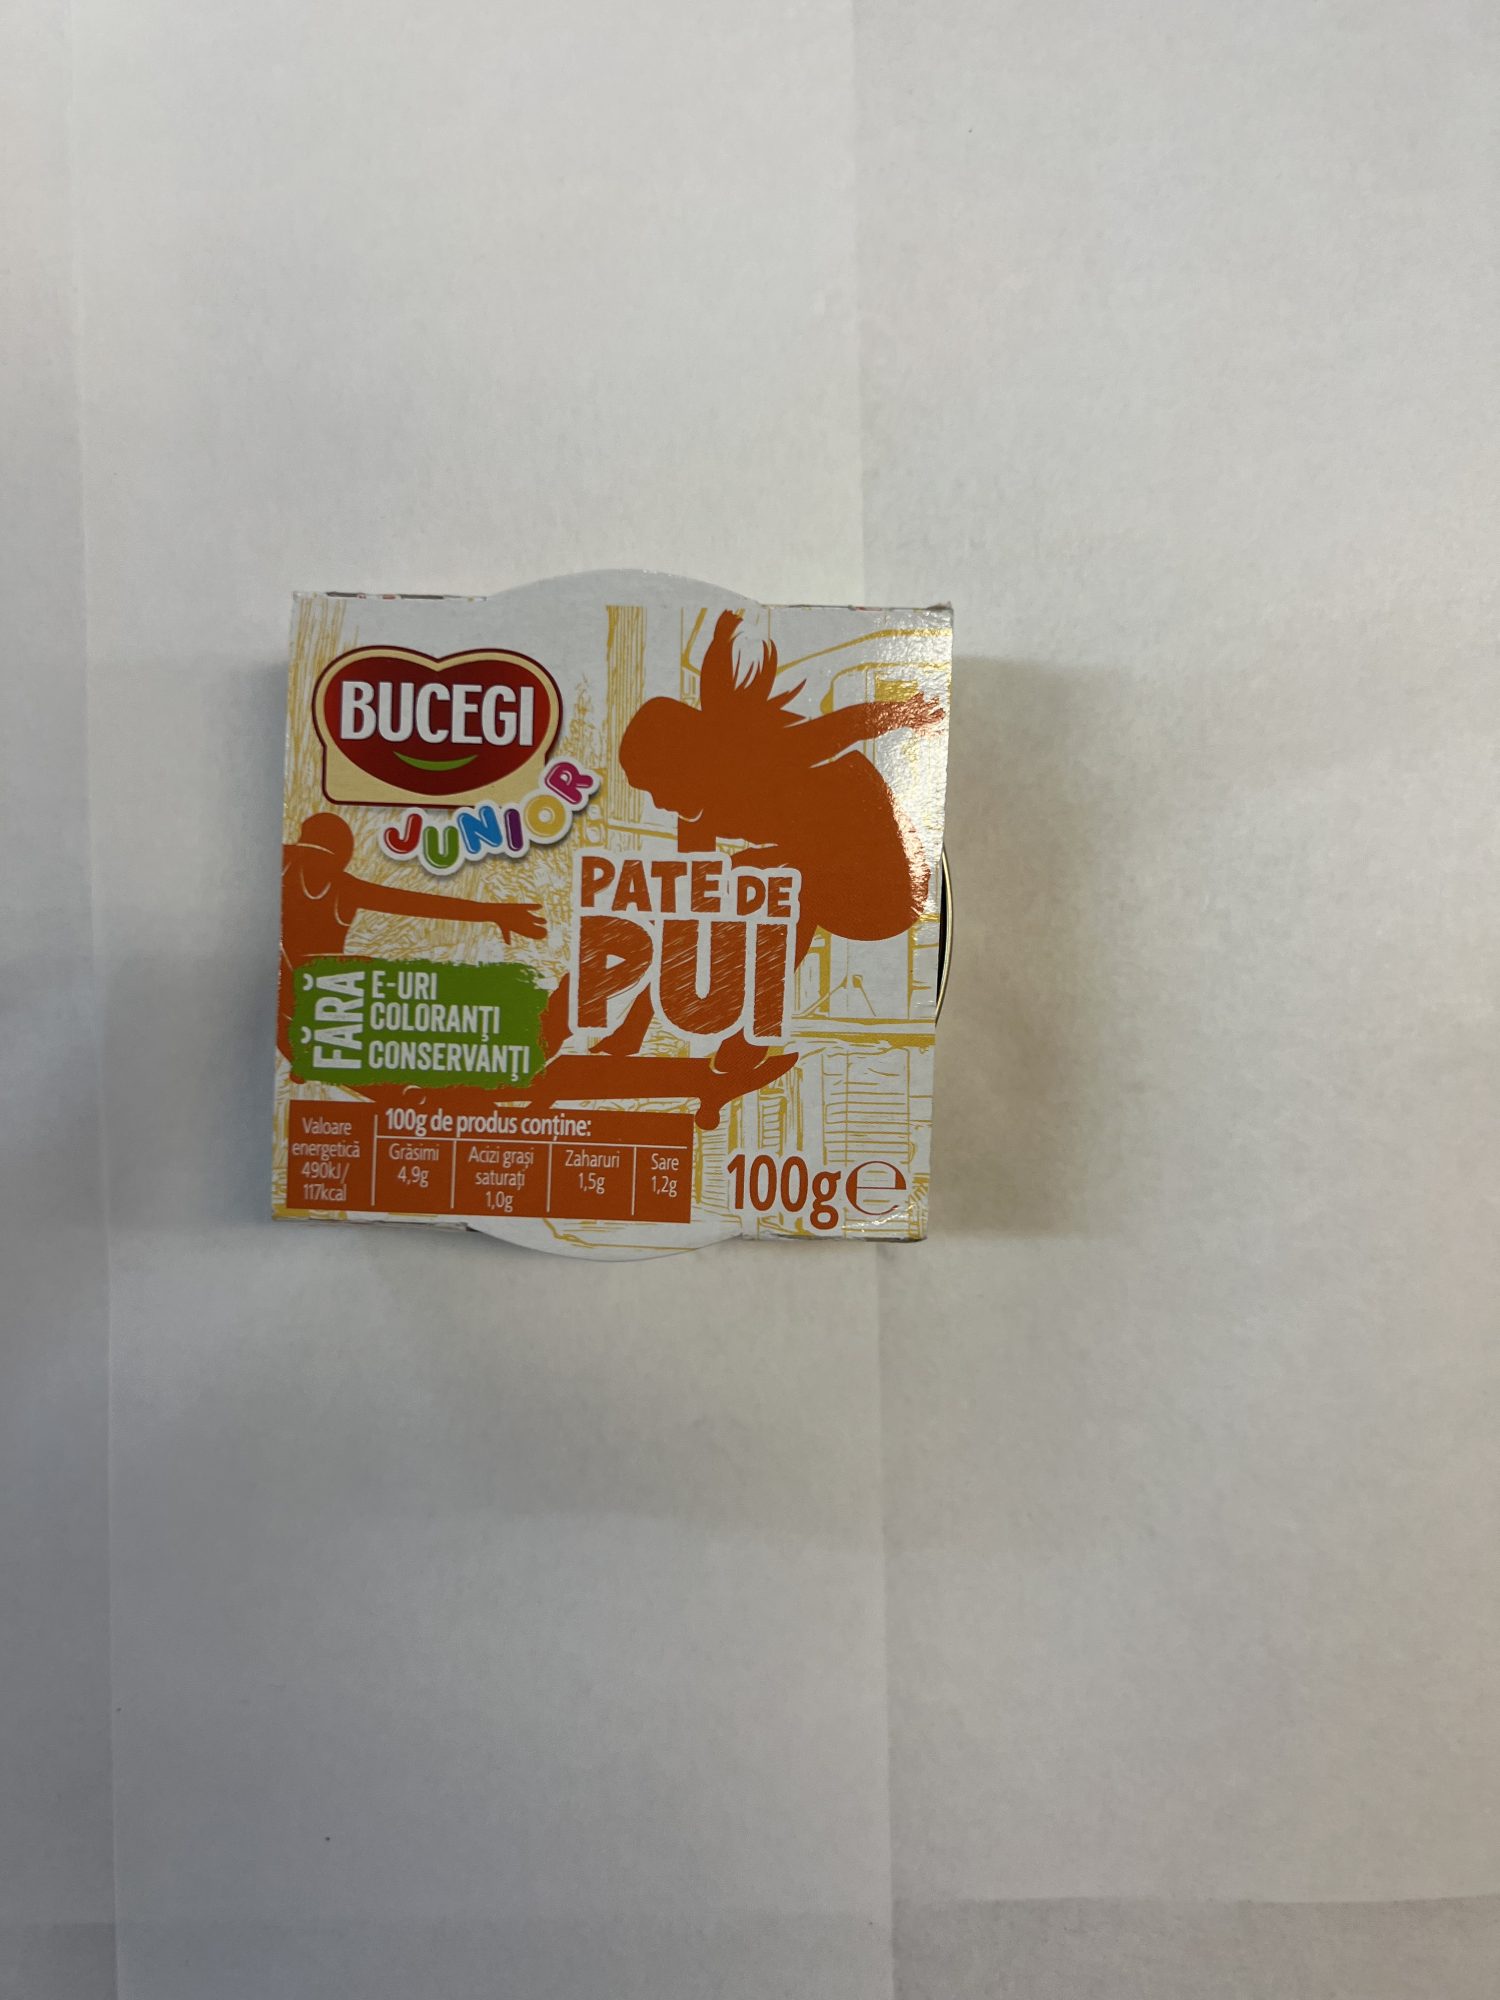 BUCEGI
JUNIOR
PATE DE
PUI
FĂRĂ
E-URI
COLORANȚI
CONSERVANȚI
Valoare
energetică
490kJ/
117kcal
100g de produs conține:
Grăsimi
4,9g
Acizi grași
saturați
1,0g
Zaharuri
1,5g
Sare
1,2g
100g e